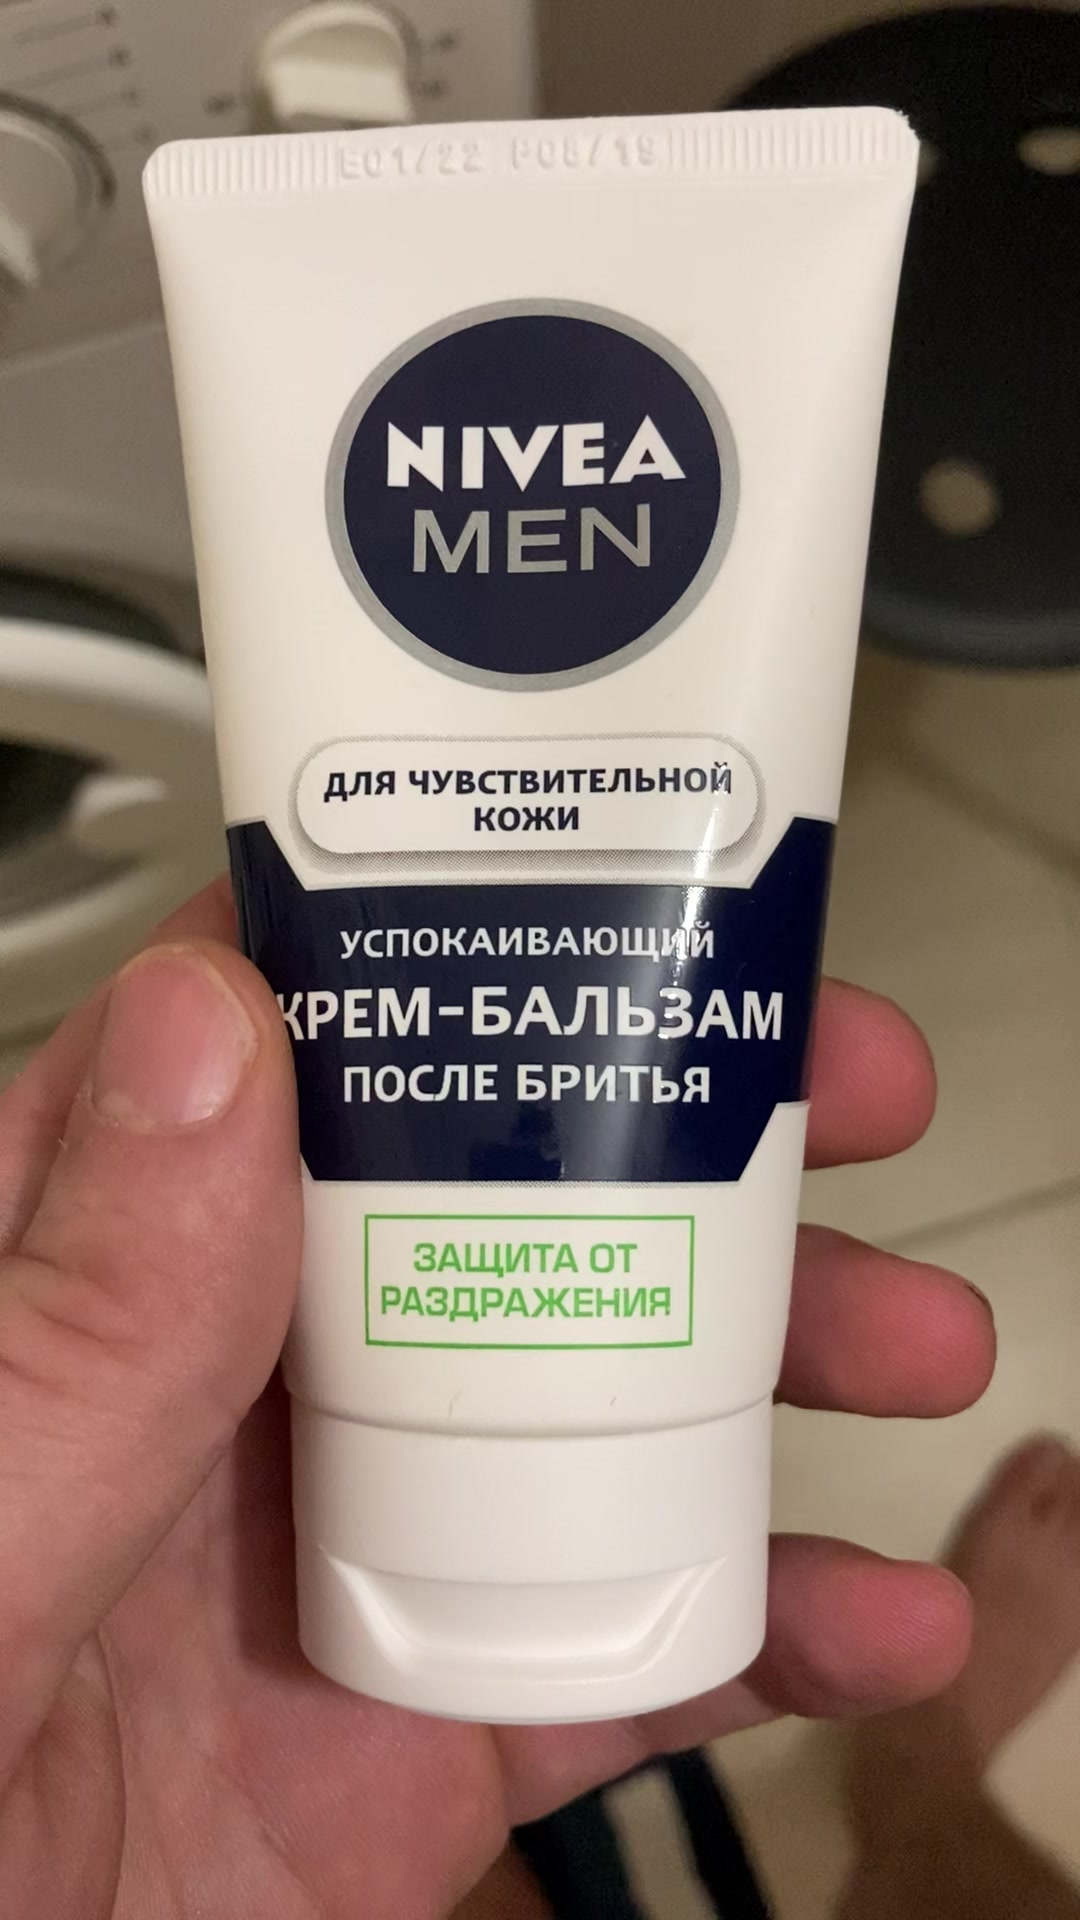 E01/22 P08/19
NIVEA
MEN
ДЛЯ ЧУВСТВИТЕЛЬНОЙ
КОЖИ
УСПОКАИВАЮЩИЙ
КРЕМ-БАЛЬЗАМ
ПОСЛЕ БРИТЬЯ
ЗАЩИТА ОТ
РАЗДРАЖЕНИЯ